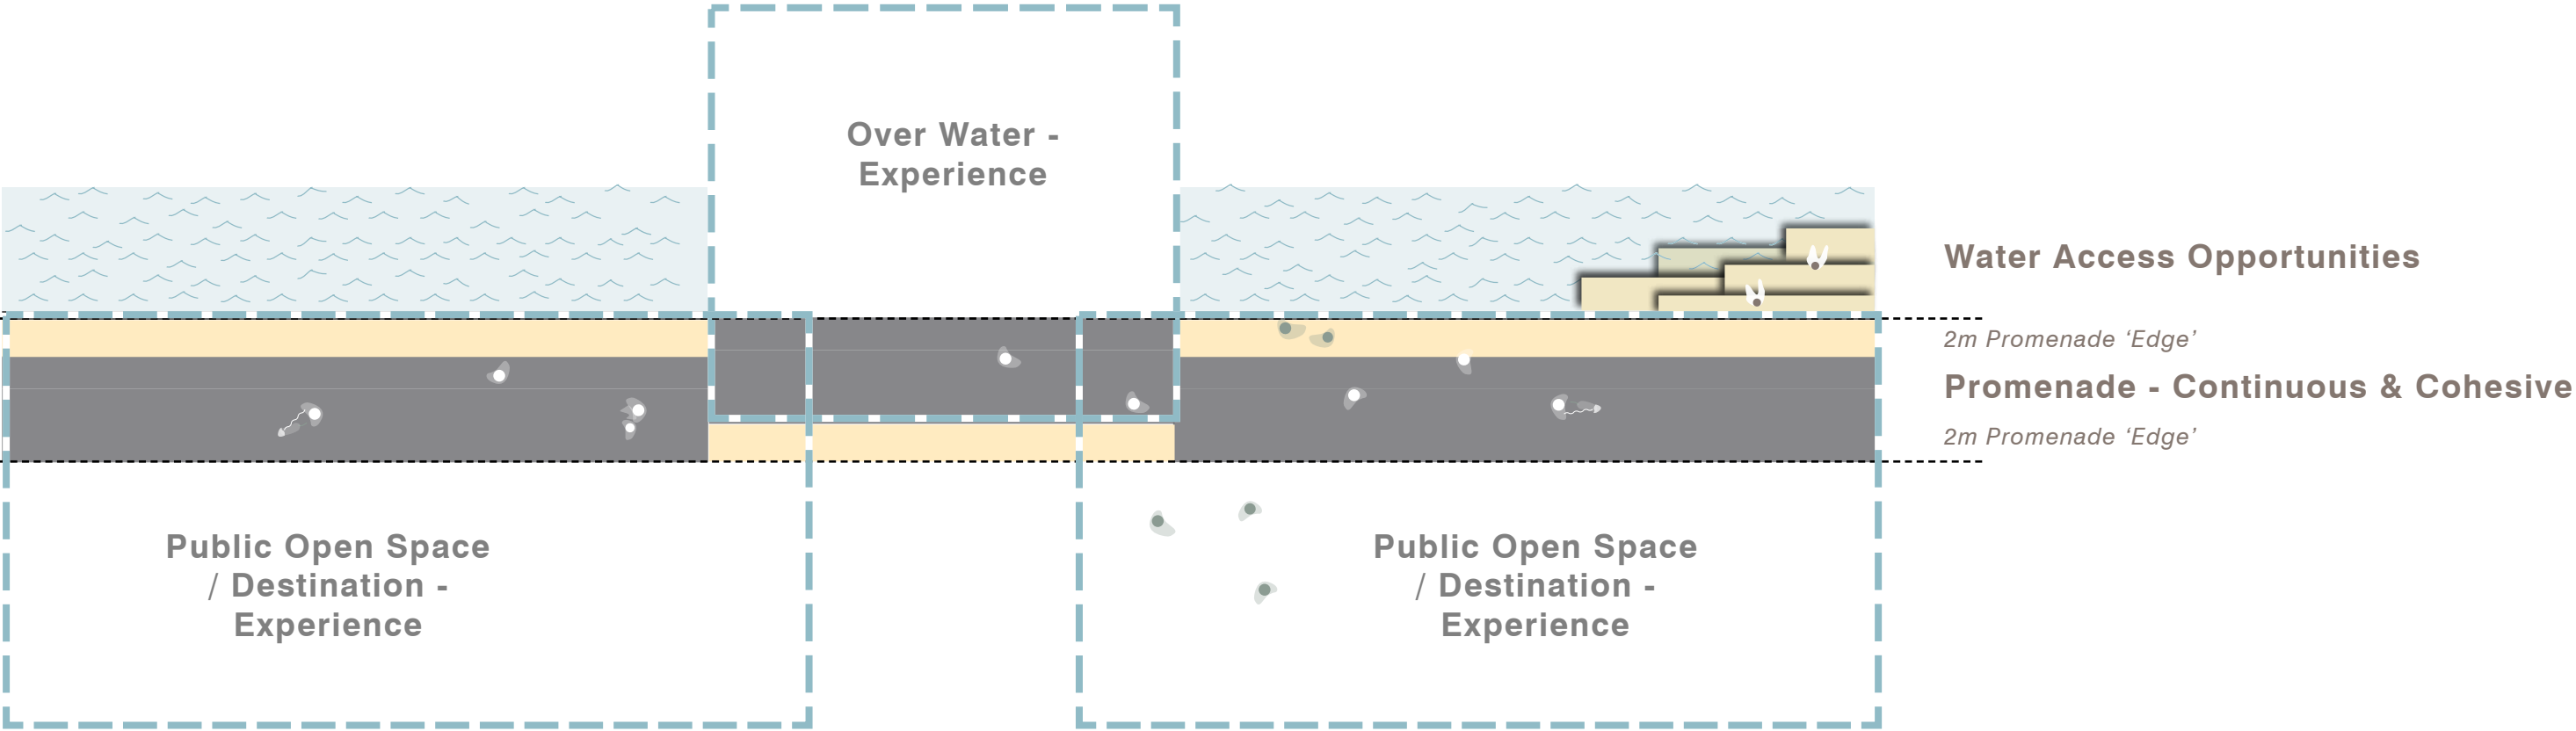 Over Water -
Experience
Water Access Opportunities
2m Promenade ‘Edge’
Promenade - Continuous & Cohesive
2m Promenade ‘Edge’
Public Open Space
/ Destination -
Experience
Public Open Space
/ Destination -
Experience